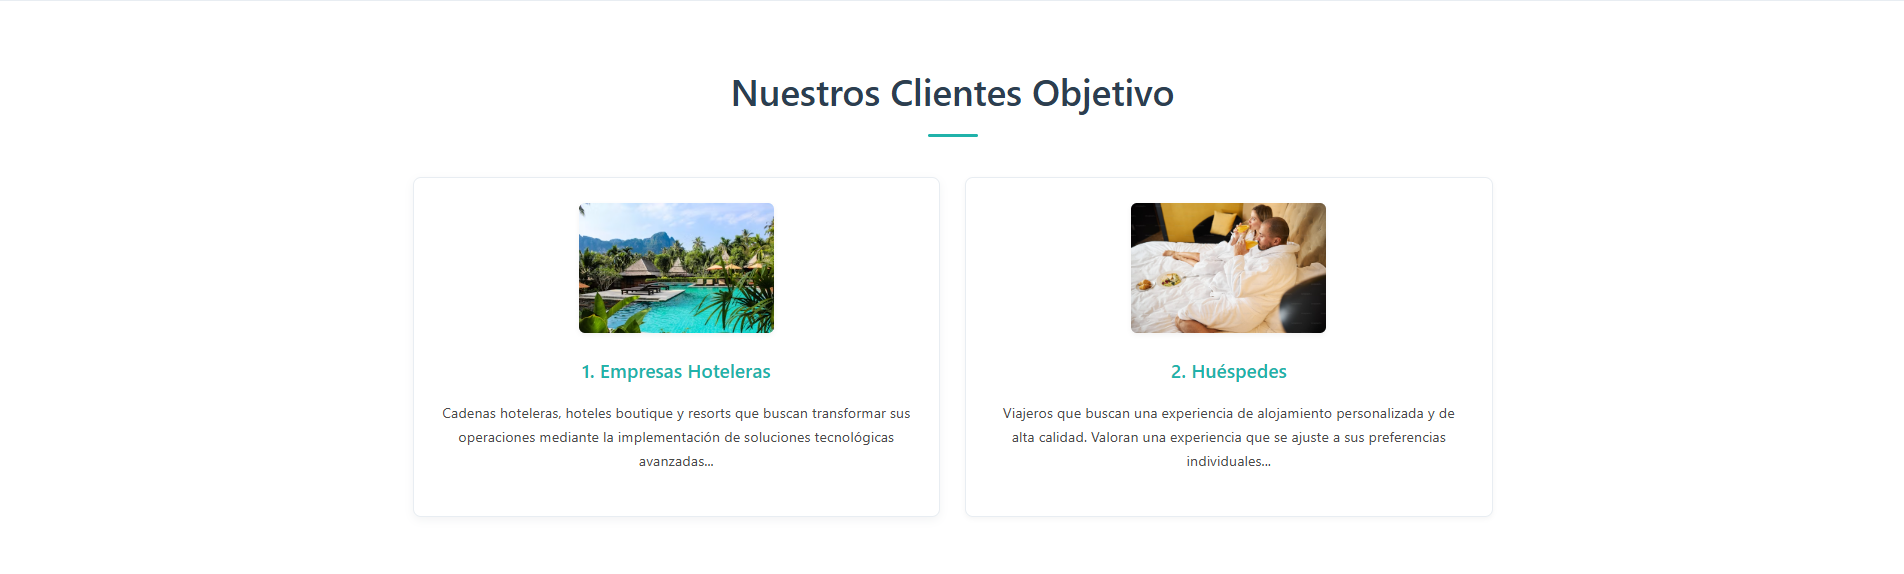 Nuestros Clientes Objetivo
1. Empresas Hoteleras
Cadenas hoteleras, hoteles boutique y resorts que buscan transformar sus
operaciones mediante la implementación de soluciones tecnológicas
avanzadas...
2. Huéspedes
Viajeros que buscan una experiencia de alojamiento personalizada y de
alta calidad. Valoran una experiencia que se ajuste a sus preferencias
individuales...